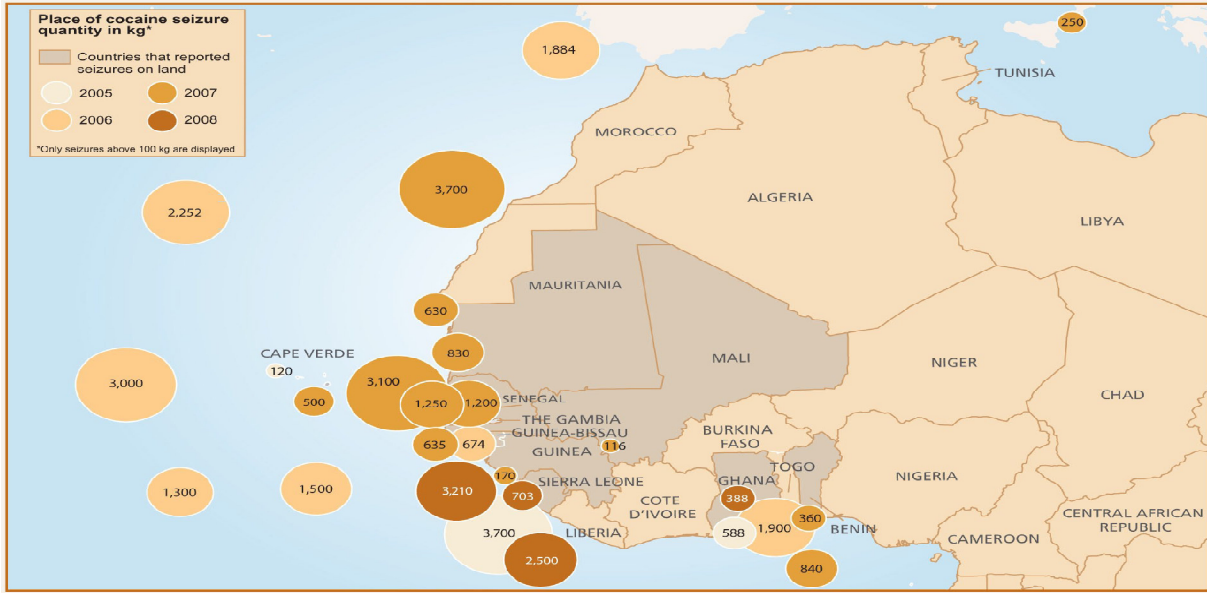 Place of cocaine seizure
quantity in kg*
Countries that reported
seizures on land
2005
2007
2006
2008
*Only seizures above 100 kg are displayed
1,884
250
TUNISIA
MOROCCO
3,700
ALGERIA
LIBYA
2,252
MAURITANIA
630
830
MALI
CAPE VERDE
120
NIGER
3,000
3,100
500
1,250
1,200
SENEGAL
CHAD
THE GAMBIA
GUINEA-BISSAU
635
674
116
BURKINA
FASO
GUINEA
TOGO
NIGERIA
170
SIERRA LEONE
GHANA
1,300
1,500
3,210
703
388
COTE
D'IVOIRE
360
CENTRAL AFRICAN
REPUBLIC
3,700
LIBERIA
588
1,900
BENIN
CAMEROON
2,500
840